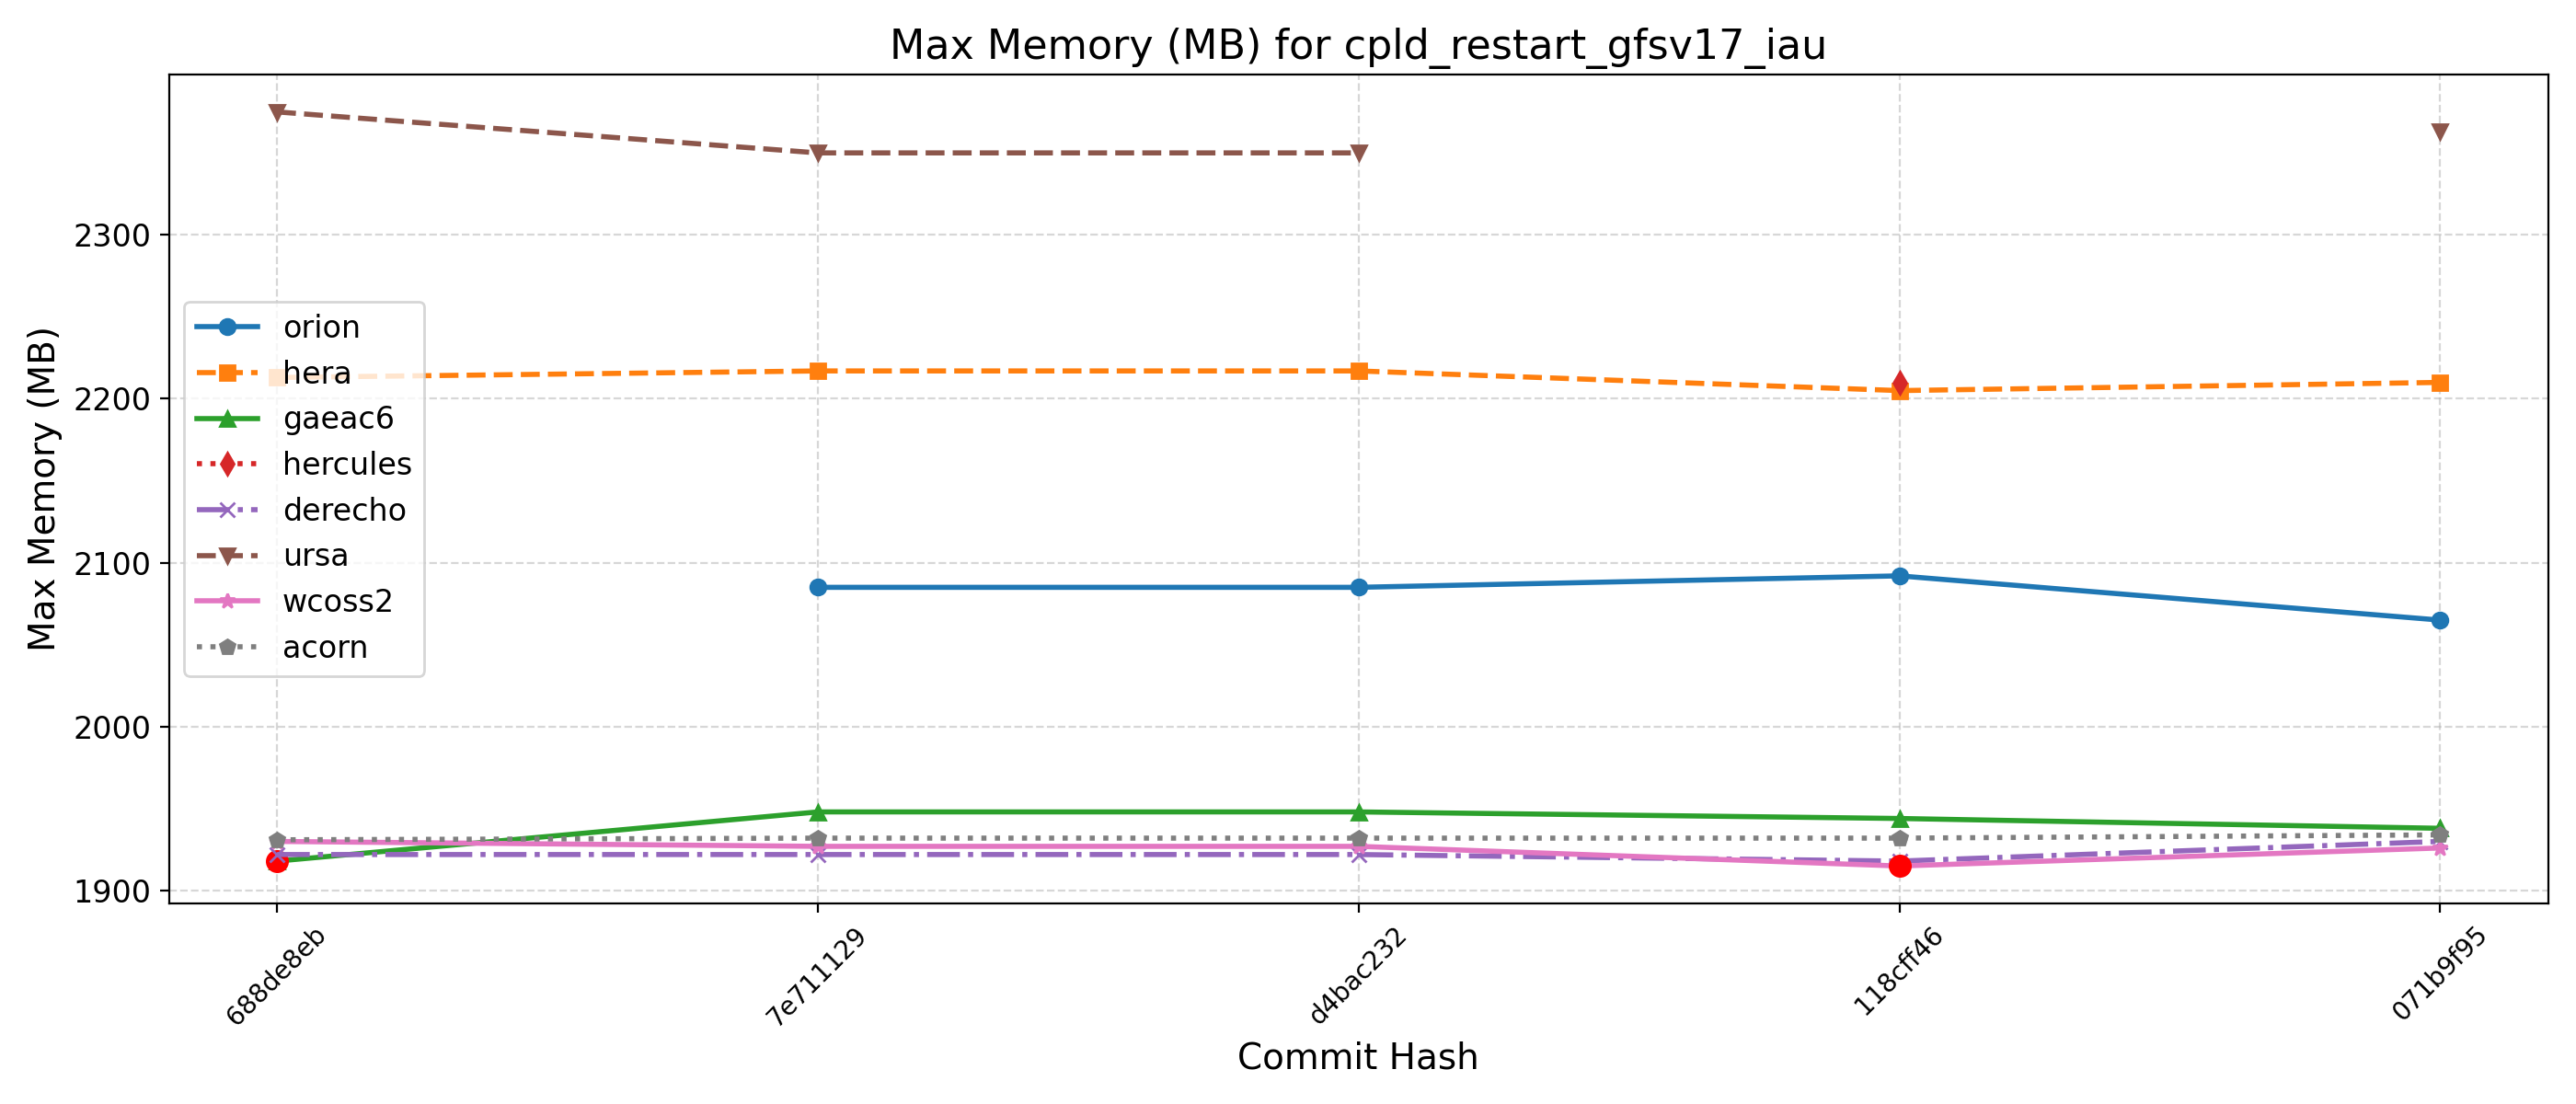 Max Memory (MB) for cpld_restart_gfsv17_iau
Max Memory (MB)
2300
2200
2100
2000
1900
orion
hera
gaeac6
hercules
derecho
ursa
wcoss2
acorn
688de8eb
7e711129
d4bac232
118cff46
071b9f95
Commit Hash